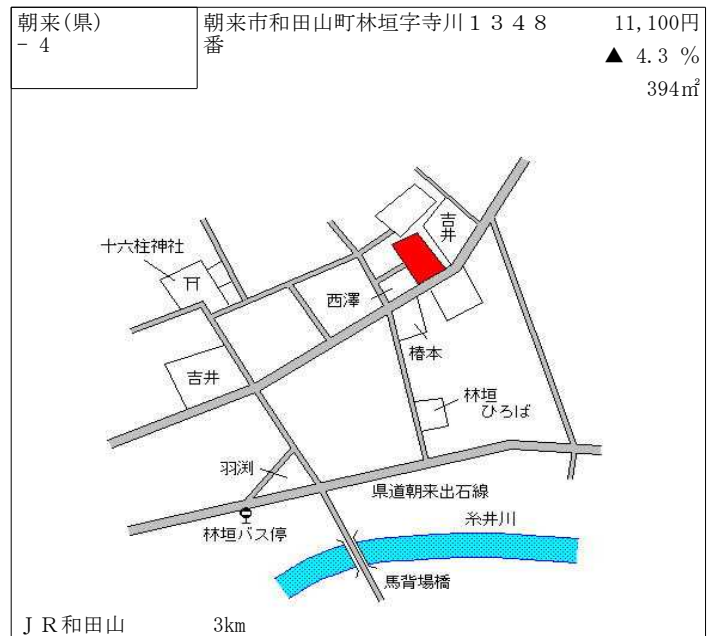 朝来(県)
- 4
朝来市和田山町林垣字寺川１３４８
番
11,100円
▲ 4.3 %
394㎡
十六柱神社
吉井
西澤
椿本
吉井
林垣
ひろば
羽渕
県道朝来出石線
林垣バス停
糸井川
馬背場橋
ＪＲ和田山 3km